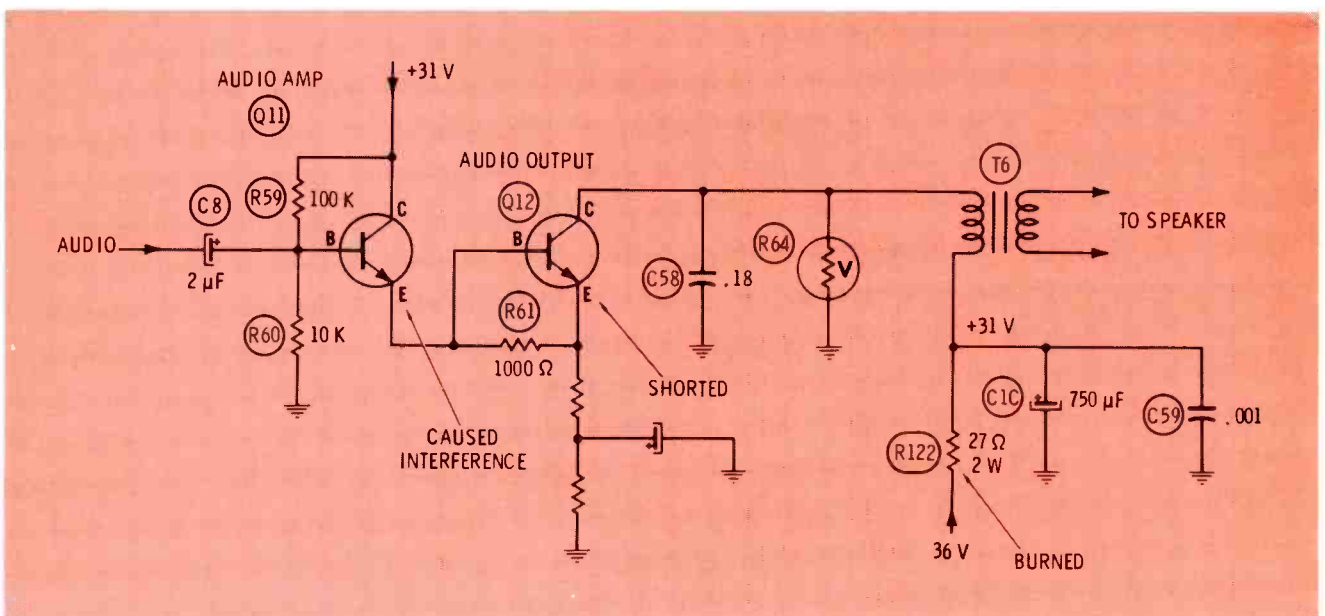 AUDIO AMP
Q11
+31 V
AUDIO OUTPUT
Q12
T6
C8
R59
100 K
C
B
E
AUDIO
2 µF
R60
10 K
C
B
E
R61
1000 Ω
C58
.18
R64
V
TO SPEAKER
+31 V
SHORTED
CAUSED
INTERFERENCE
C1C
750 µF
C59
.001
R122
27 Ω
2 W
36 V
BURNED